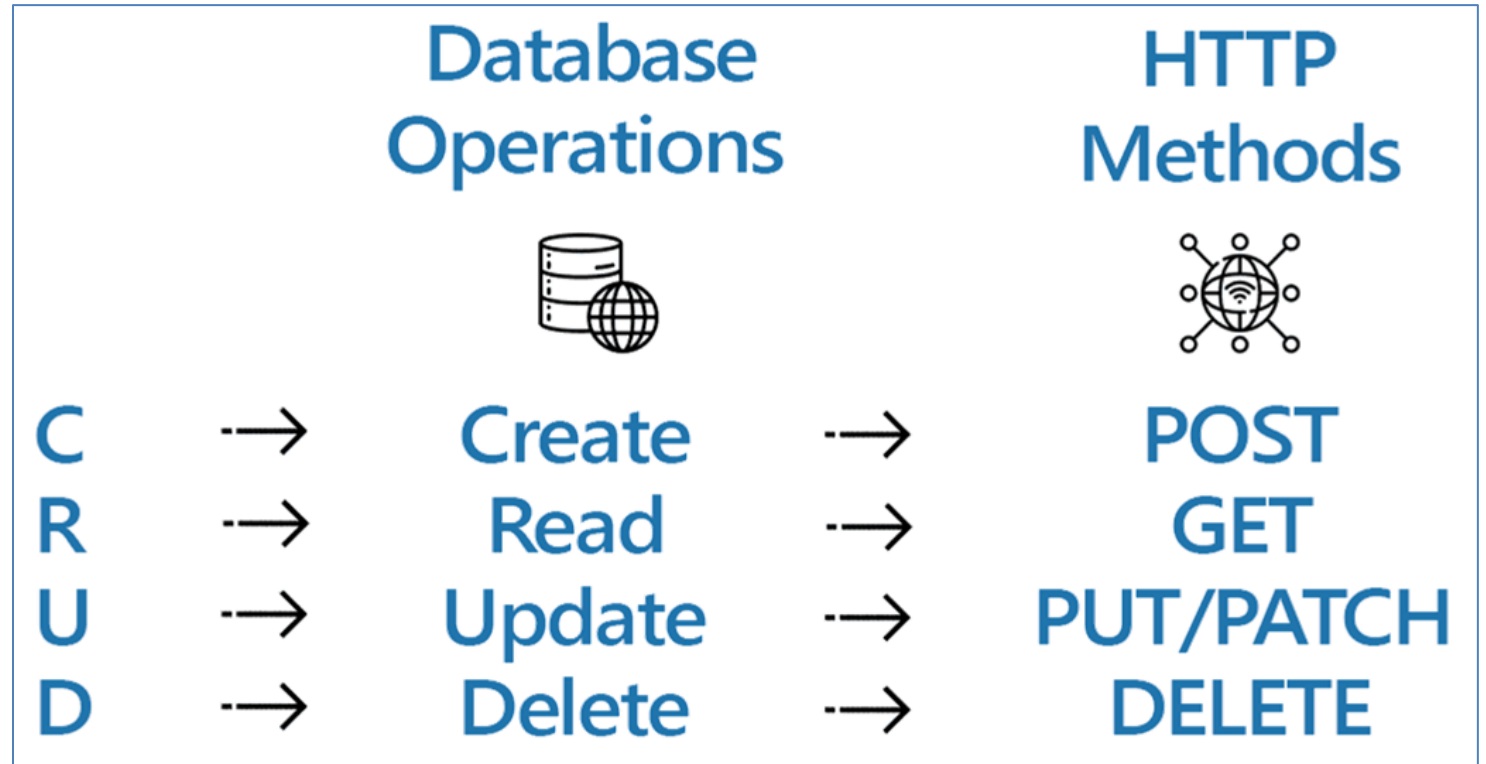 Database
Operations
HTTP
Methods
C Create POST
R Read GET
U Update PUT/PATCH
D Delete DELETE